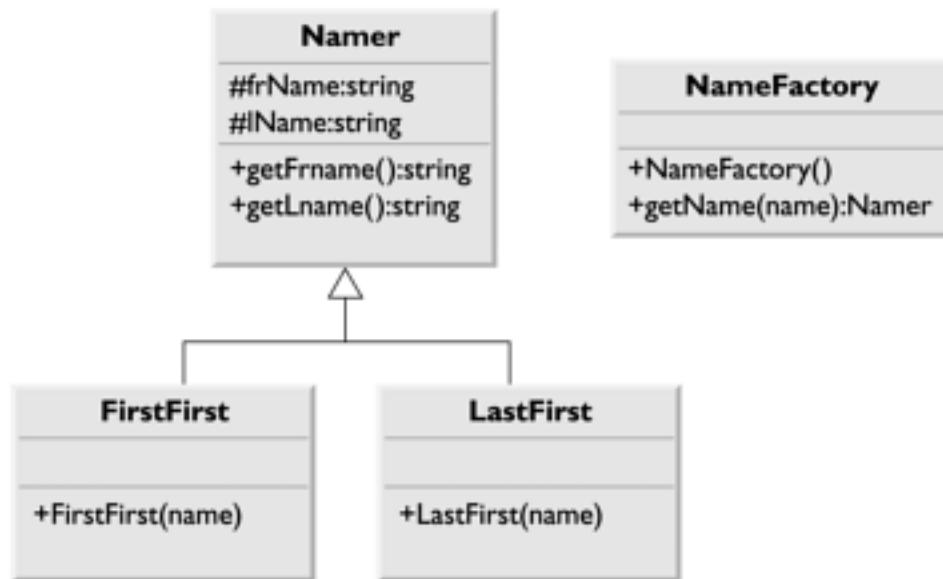 Namer
#frName:string
#lName:string
+getFrname():string
+getLname():string
NameFactory
+NameFactory()
+getName(name):Namer
FirstFirst
+FirstFirst(name)
LastFirst
+LastFirst(name)